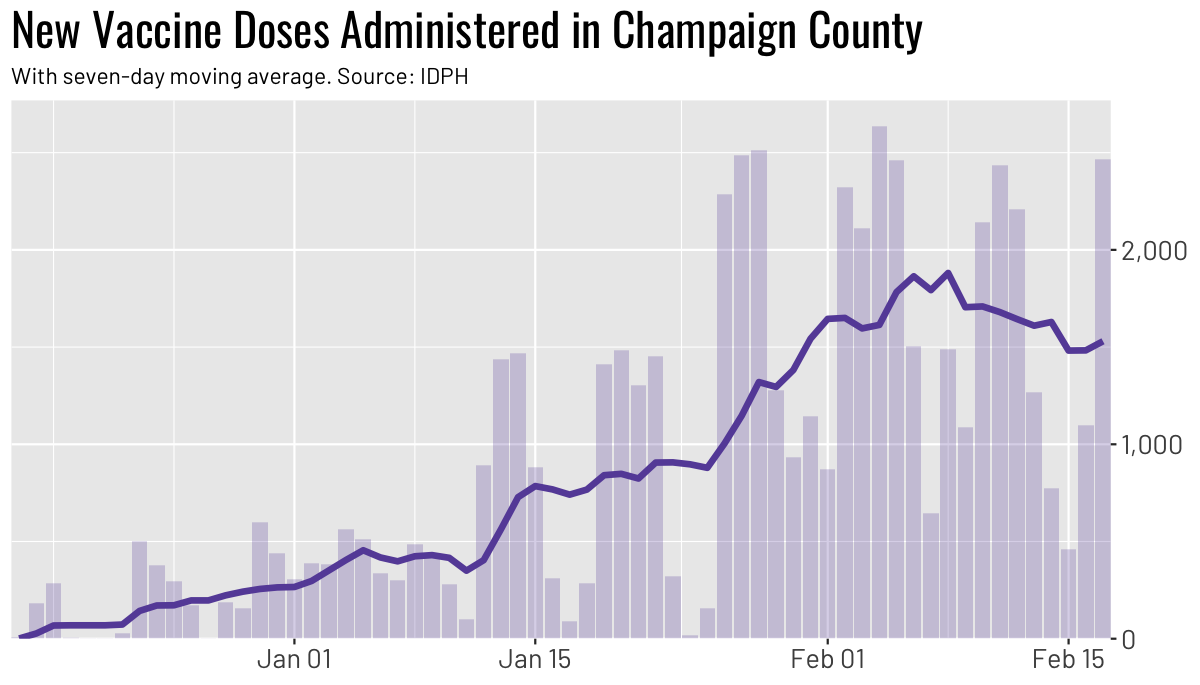 New Vaccine Doses Administered in Champaign County
With seven-day moving average. Source: IDPH
2,000
1,000
0
Jan 01 Jan 15 Feb 01 Feb 15